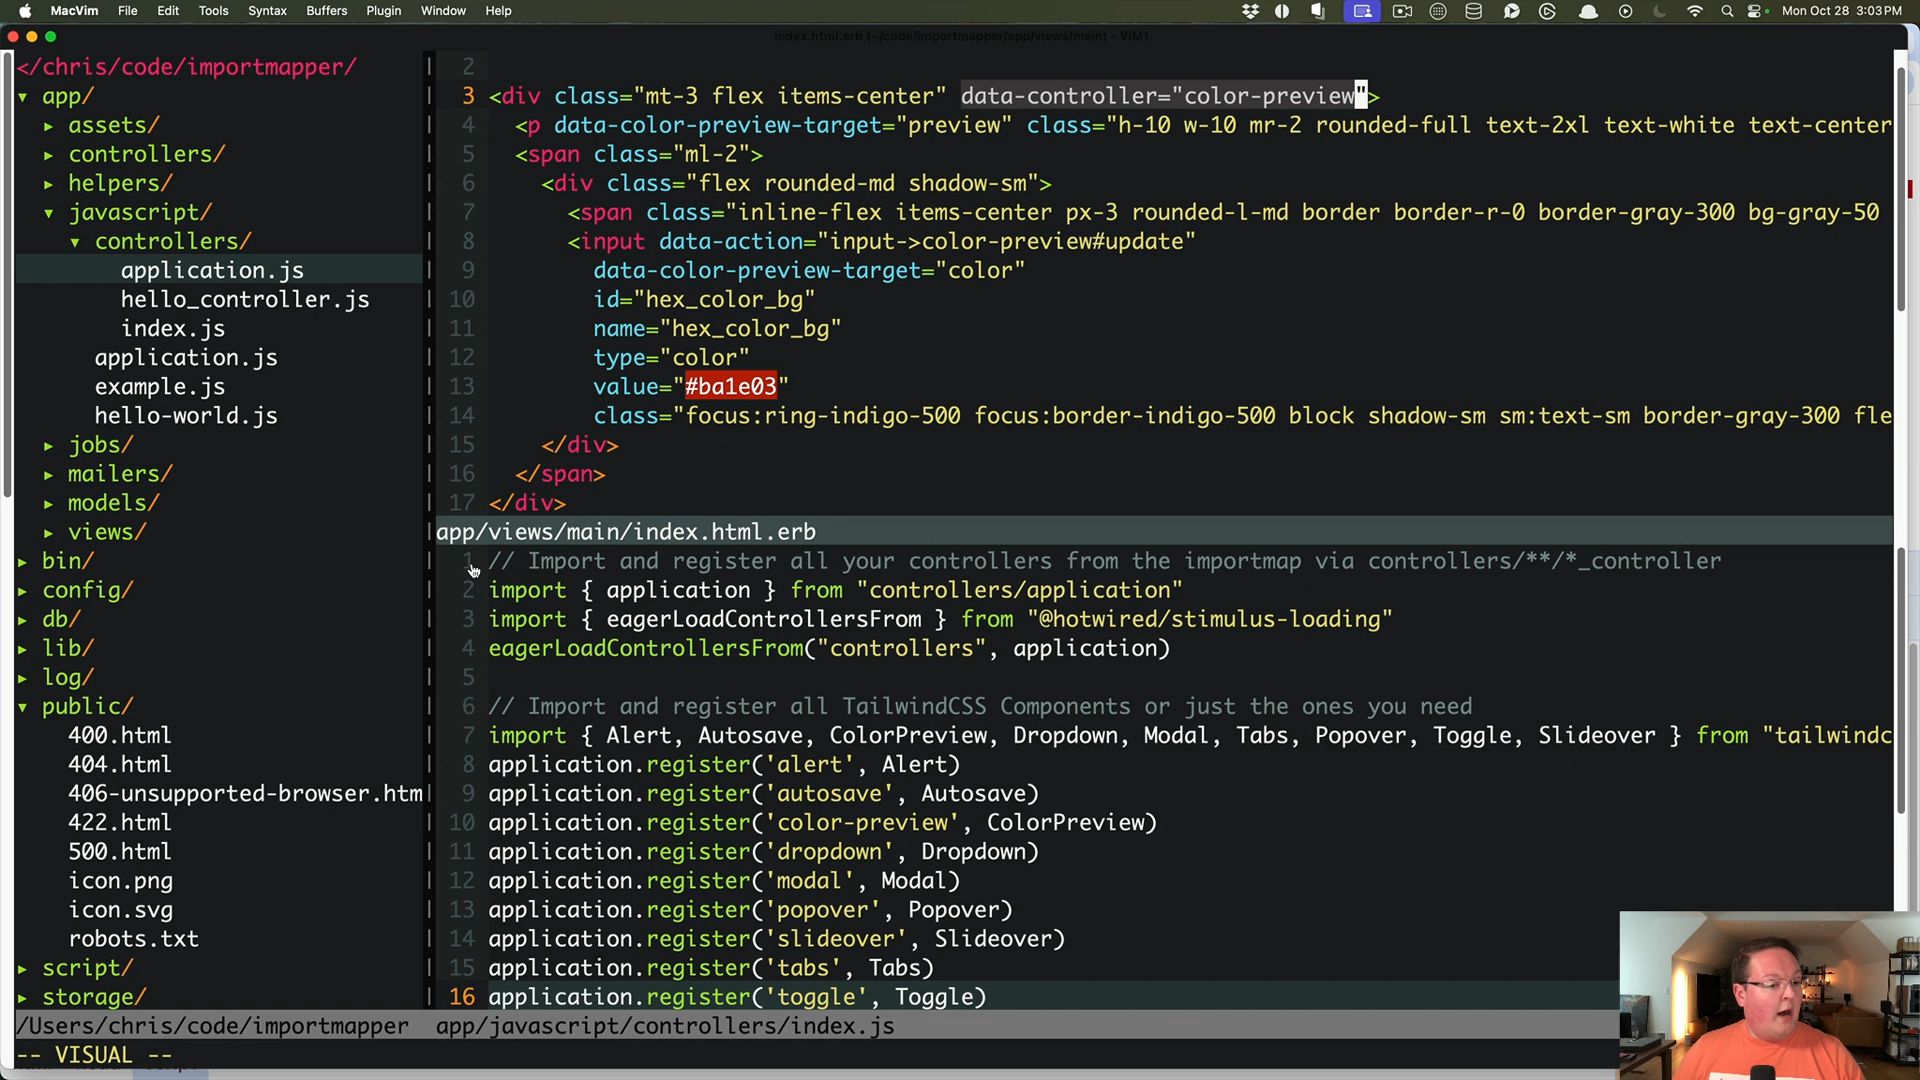 MacVim File Edit Tools Syntax Buffers Plugin Window Help Mon Oct 28 3:03 PM
index.html.erb (~/code/importmapper/app/views/main) - VIM1
</chris/code/importmapper/
▾ app/
▸ assets/
▸ controllers/
▸ helpers/
▾ javascript/
▾ controllers/
application.js
hello_controller.js
index.js
application.js
example.js
hello-world.js
▸ jobs/
▸ mailers/
▸ models/
▸ views/
▸ bin/
▸ config/
▸ db/
▸ lib/
▸ log/
▾ public/
400.html
404.html
406-unsupported-browser.htm
422.html
500.html
icon.png
icon.svg
robots.txt
▸ script/
▸ storage/
/Users/chris/code/importmapper
2
3 <div class="mt-3 flex items-center" data-controller="color-preview">
4 <p data-color-preview-target="preview" class="h-10 w-10 mr-2 rounded-full text-2xl text-white text-center
5 <span class="ml-2">
6 <div class="flex rounded-md shadow-sm">
7 <span class="inline-flex items-center px-3 rounded-l-md border border-r-0 border-gray-300 bg-gray-50
8 <input data-action="input->color-preview#update"
9 data-color-preview-target="color"
10 id="hex_color_bg"
11 name="hex_color_bg"
12 type="color"
13 value="#ba1e03"
14 class="focus:ring-indigo-500 focus:border-indigo-500 block shadow-sm sm:text-sm border-gray-300 fle
15 </div>
16 </span>
17 </div>
app/views/main/index.html.erb
1 // Import and register all your controllers from the importmap via controllers/**/*_controller
2 import { application } from "controllers/application"
3 import { eagerLoadControllersFrom } from "@hotwired/stimulus-loading"
4 eagerLoadControllersFrom("controllers", application)
5
6 // Import and register all TailwindCSS Components or just the ones you need
7 import { Alert, Autosave, ColorPreview, Dropdown, Modal, Tabs, Popover, Toggle, Slideover } from "tailwindc
8 application.register('alert', Alert)
9 application.register('autosave', Autosave)
10 application.register('color-preview', ColorPreview)
11 application.register('dropdown', Dropdown)
12 application.register('modal', Modal)
13 application.register('popover', Popover)
14 application.register('slideover', Slideover)
15 application.register('tabs', Tabs)
16 application.register('toggle', Toggle)
app/javascript/controllers/index.js
-- VISUAL --